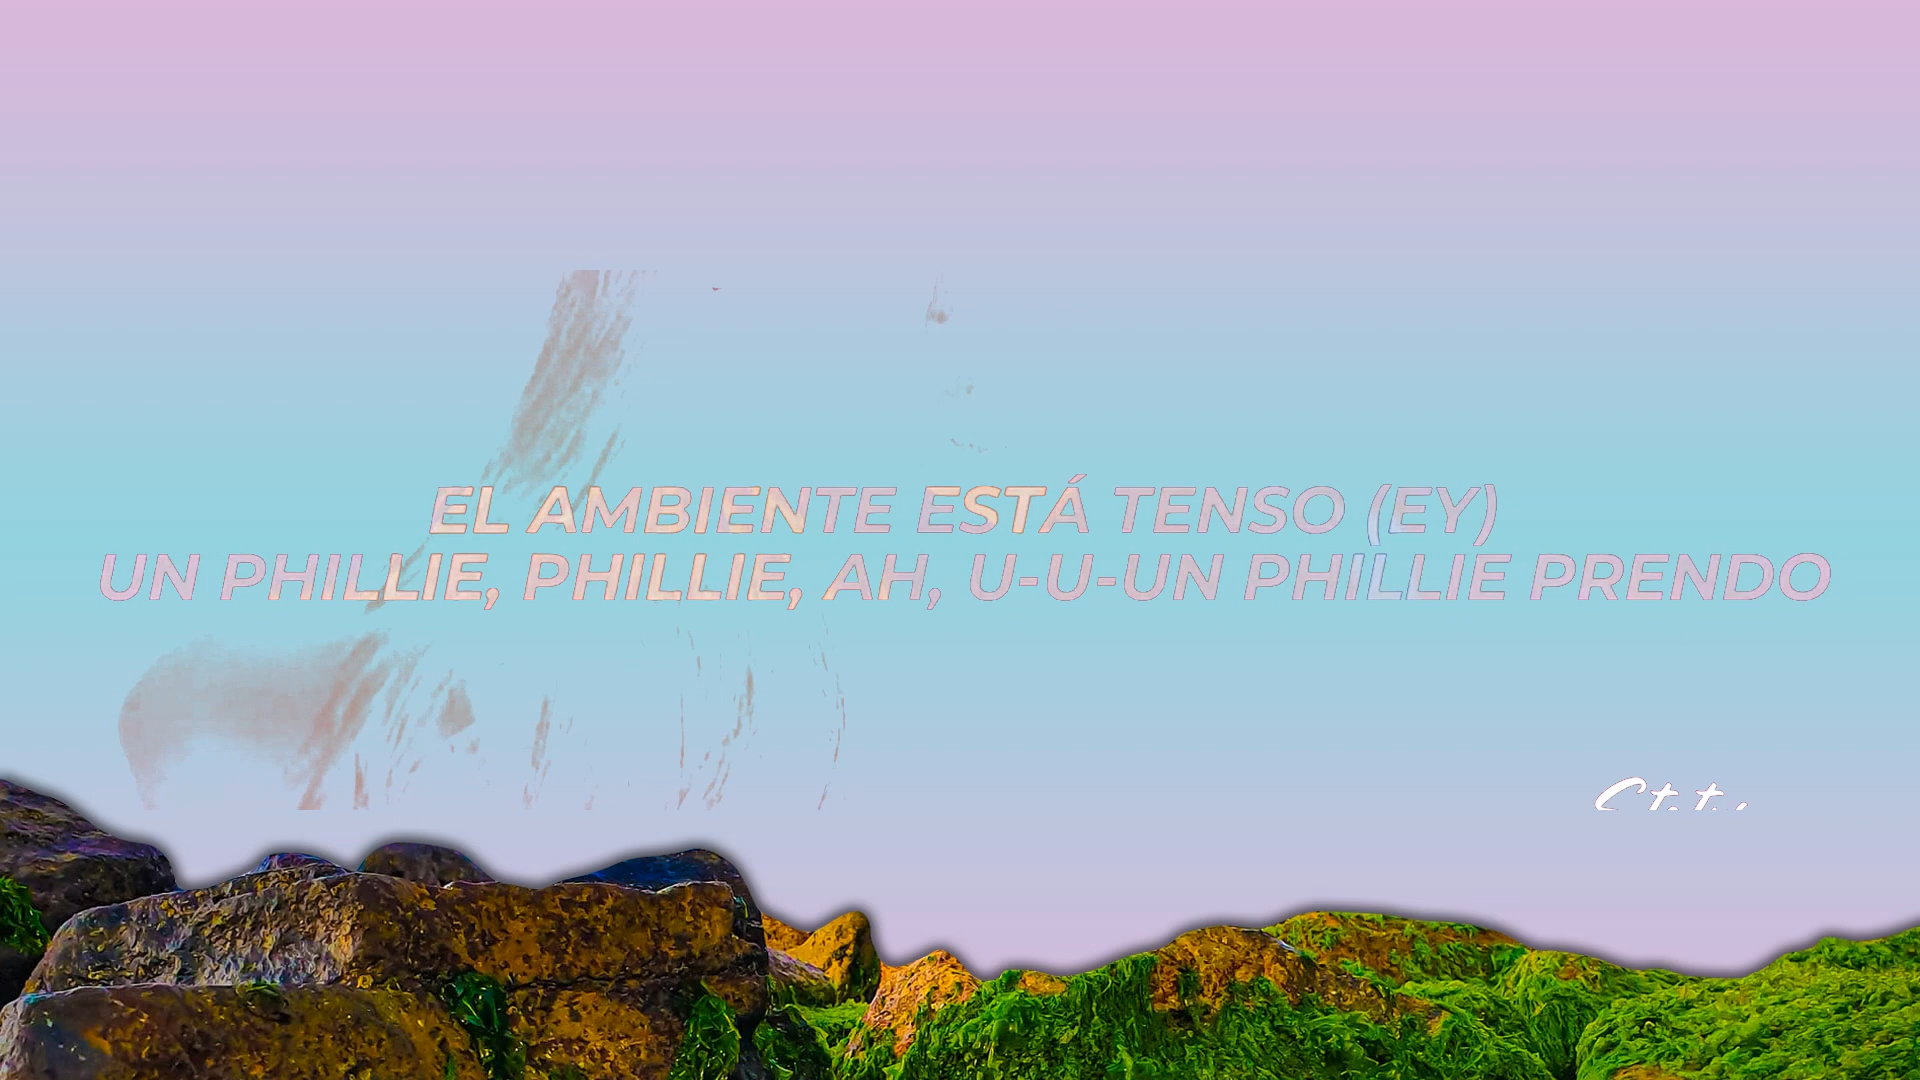 EL AMBIENTE ESTÁ TENSO (EY)
UN PHILLIE, PHILLIE, AH, U-U-UN PHILLIE PRENDO